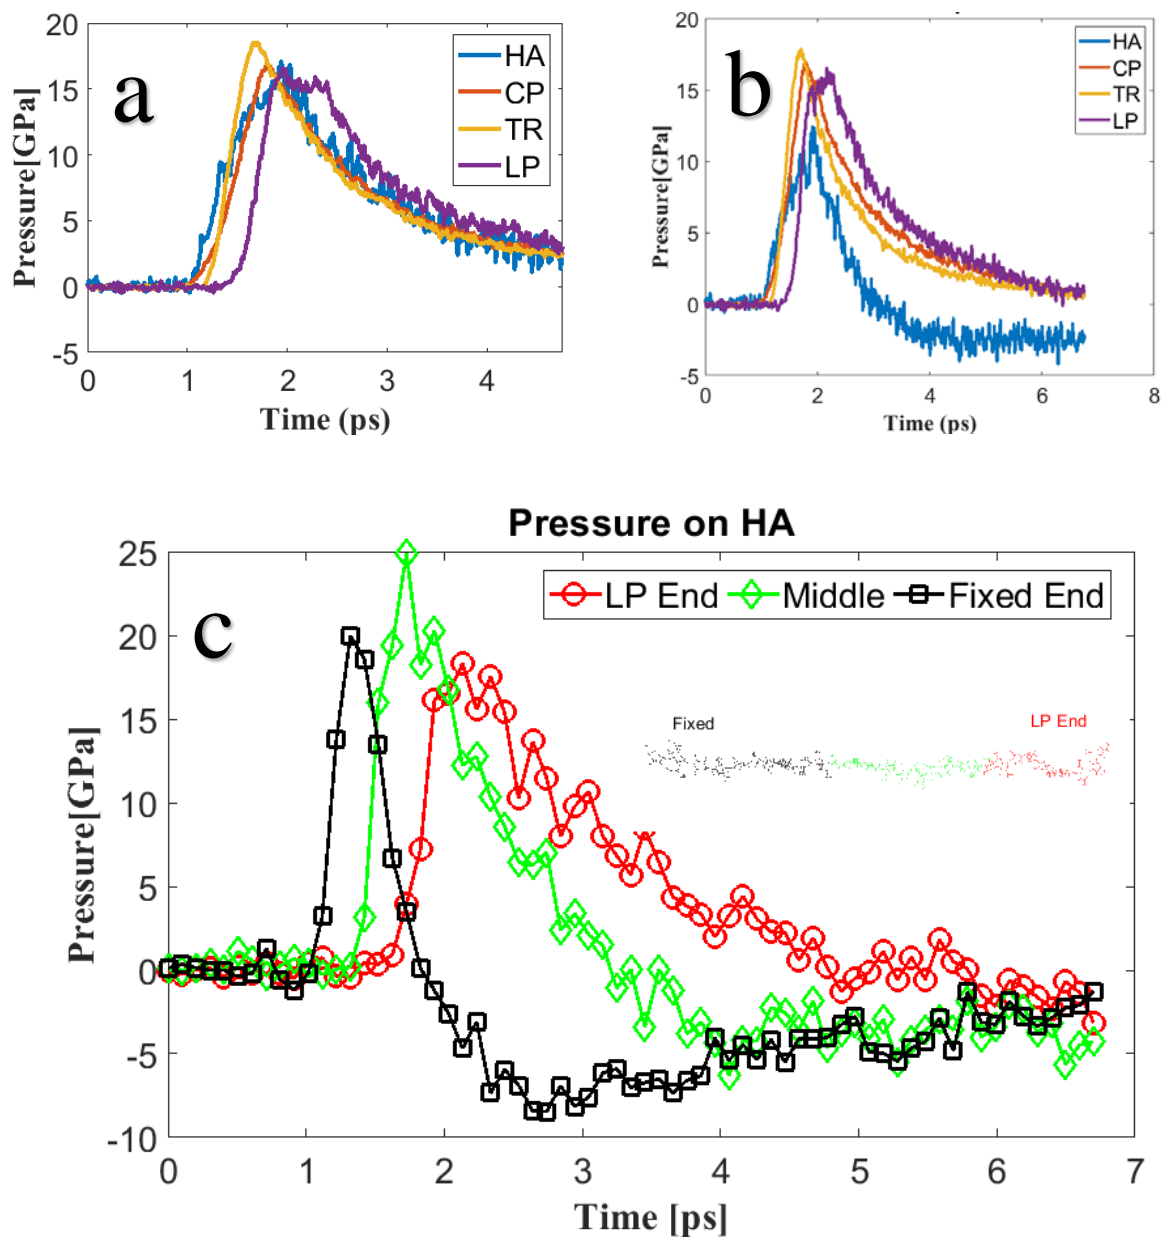 a
20
15
10
5
0
-5
0 1 2 3 4
Pressure[GPa]
Time (ps)
HA
CP
TR
LP
b
20
15
10
5
0
-5
0 2 4 6 8
Pressure[GPa]
Time (ps)
HA
CP
TR
LP
Pressure on HA
c
25
20
15
10
5
0
-5
-10
0 1 2 3 4 5 6 7
Pressure[GPa]
Time [ps]
LP End Middle Fixed End
Fixed
LP End